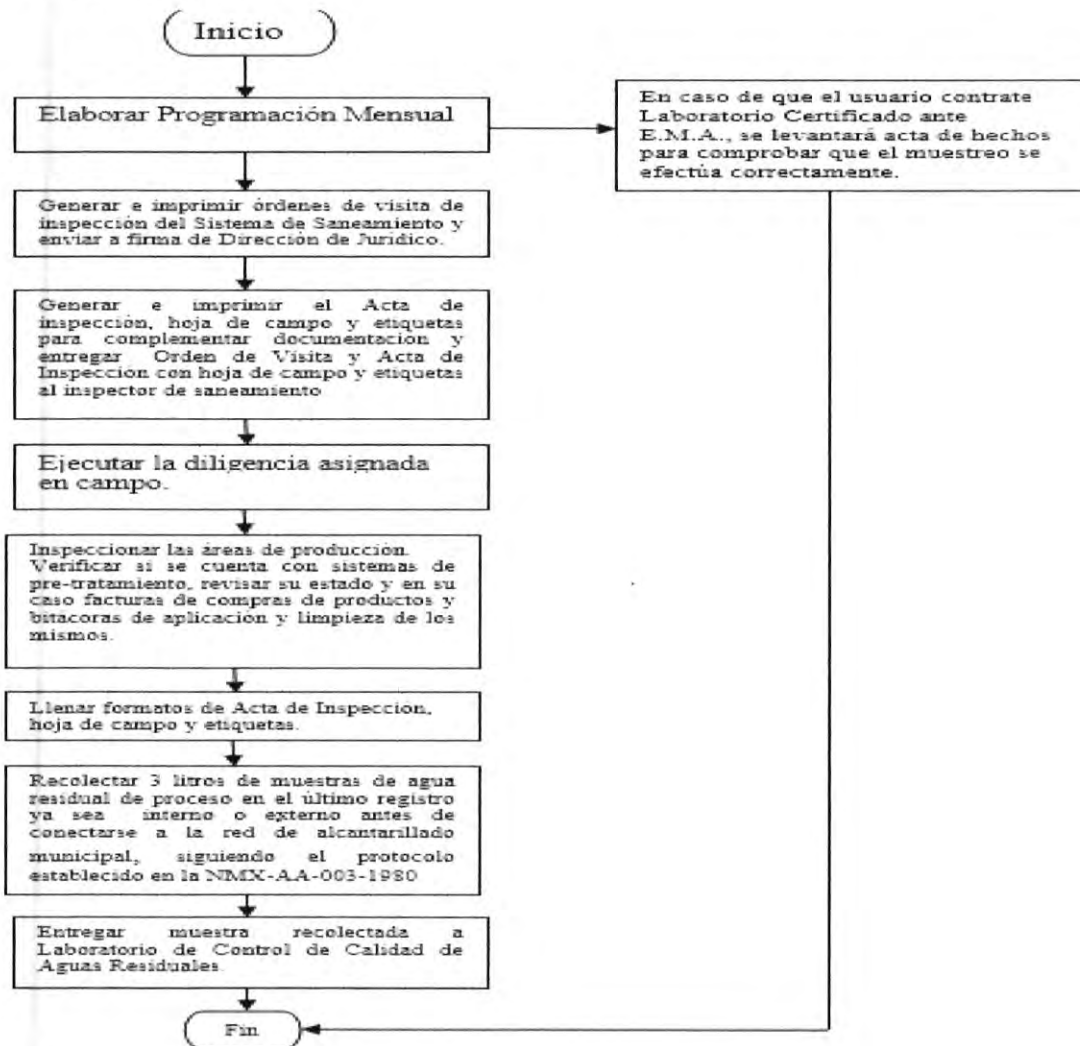 Inicio
Elaborar Programación Mensual
En caso de que el usuario contrate
Laboratorio Certificado ante
E.M.A., se levantará acta de hechos
para comprobar que el muestreo se
efectúa correctamente.
Generar e imprimir órdenes de visita de
inspección del Sistema de Saneamiento y
enviar a firma de Dirección de Jurídico.
Generar e imprimir el Acta de
inspección, hoja de campo y etiquetas
para complementar documentación y
entregar Orden de Visita y Acta de
Inspección con hoja de campo y etiquetas
al inspector de saneamiento
Ejecutar la diligencia asignada
en campo.
Inspeccionar las áreas de producción.
Verificar si se cuenta con sistemas de
pre-tratamiento, revisar su estado y en su
caso facturas de compras de productos y
bitácoras de aplicación y limpieza de los
mismos.
Llenar formatos de Acta de Inspección,
hoja de campo y etiquetas.
Recolectar 3 litros de muestras de agua
residual de proceso en el último registro
ya sea interno o externo antes de
conectarse a la red de alcantarillado
municipal, siguiendo el protocolo
establecido en la NMX-AA-003-1980
Entregar muestra recolectada a
Laboratorio de Control de Calidad de
Aguas Residuales.
Fin